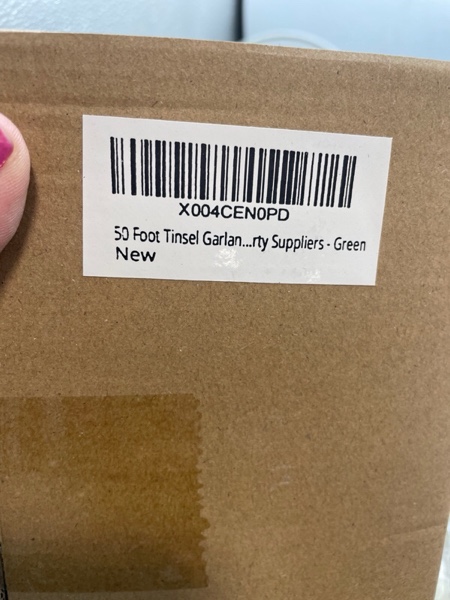 X004CEN0PD
50 Foot Tinsel Garlan...rty Suppliers - Green
New